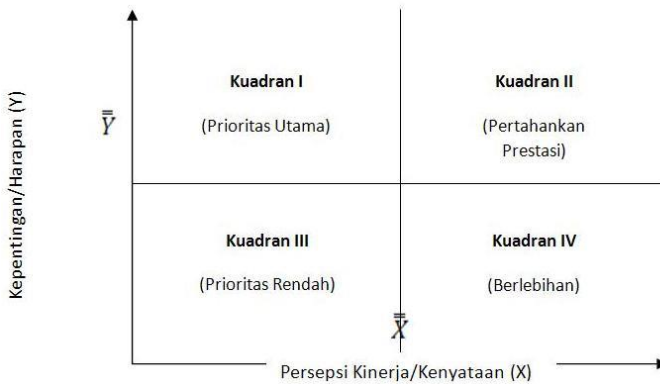 Kepentingan/Harapan (Y)
Kuadran I
(Prioritas Utama)
Kuadran II
(Pertahankan
Prestasi)
Y̿
Kuadran III
(Prioritas Rendah)
Kuadran IV
(Berlebihan)
X̿
Persepsi Kinerja/Kenyataan (X)